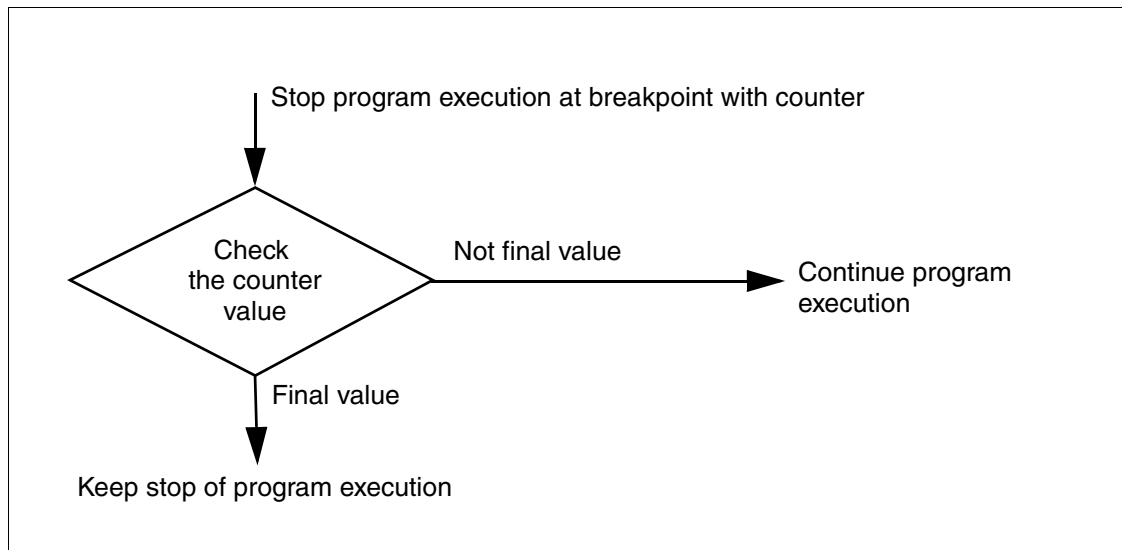 Stop program execution at breakpoint with counter
Check
the counter
value
Not final value
Continue program
execution
Final value
Keep stop of program execution